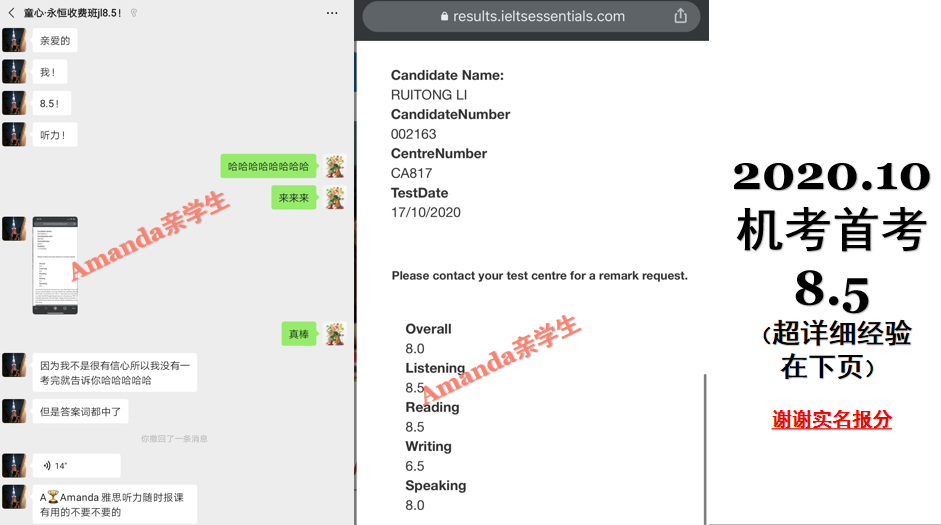 童心·永恒收费班jl8.5！
亲爱的
我！
8.5！
听力！
哈哈哈哈哈哈哈哈
来来来
Amanda亲学生
真棒
因为我不是很有信心所以我没有一
考完就告诉你哈哈哈哈哈
但是答案词都中了
你撤回了一条消息
14"
A🏆Amanda 雅思听力随时报课
有用的不要不要的
results.ieltsessentials.com
Candidate Name:
RUITONG LI
CandidateNumber
002163
CentreNumber
CA817
TestDate
17/10/2020
Please contact your test centre for a remark request.
Overall
8.0
Listening
8.5
Reading
8.5
Writing
6.5
Speaking
8.0
Amanda亲学生
2020.10
机考首考
8.5
（超详细经验
在下页）
谢谢实名报分